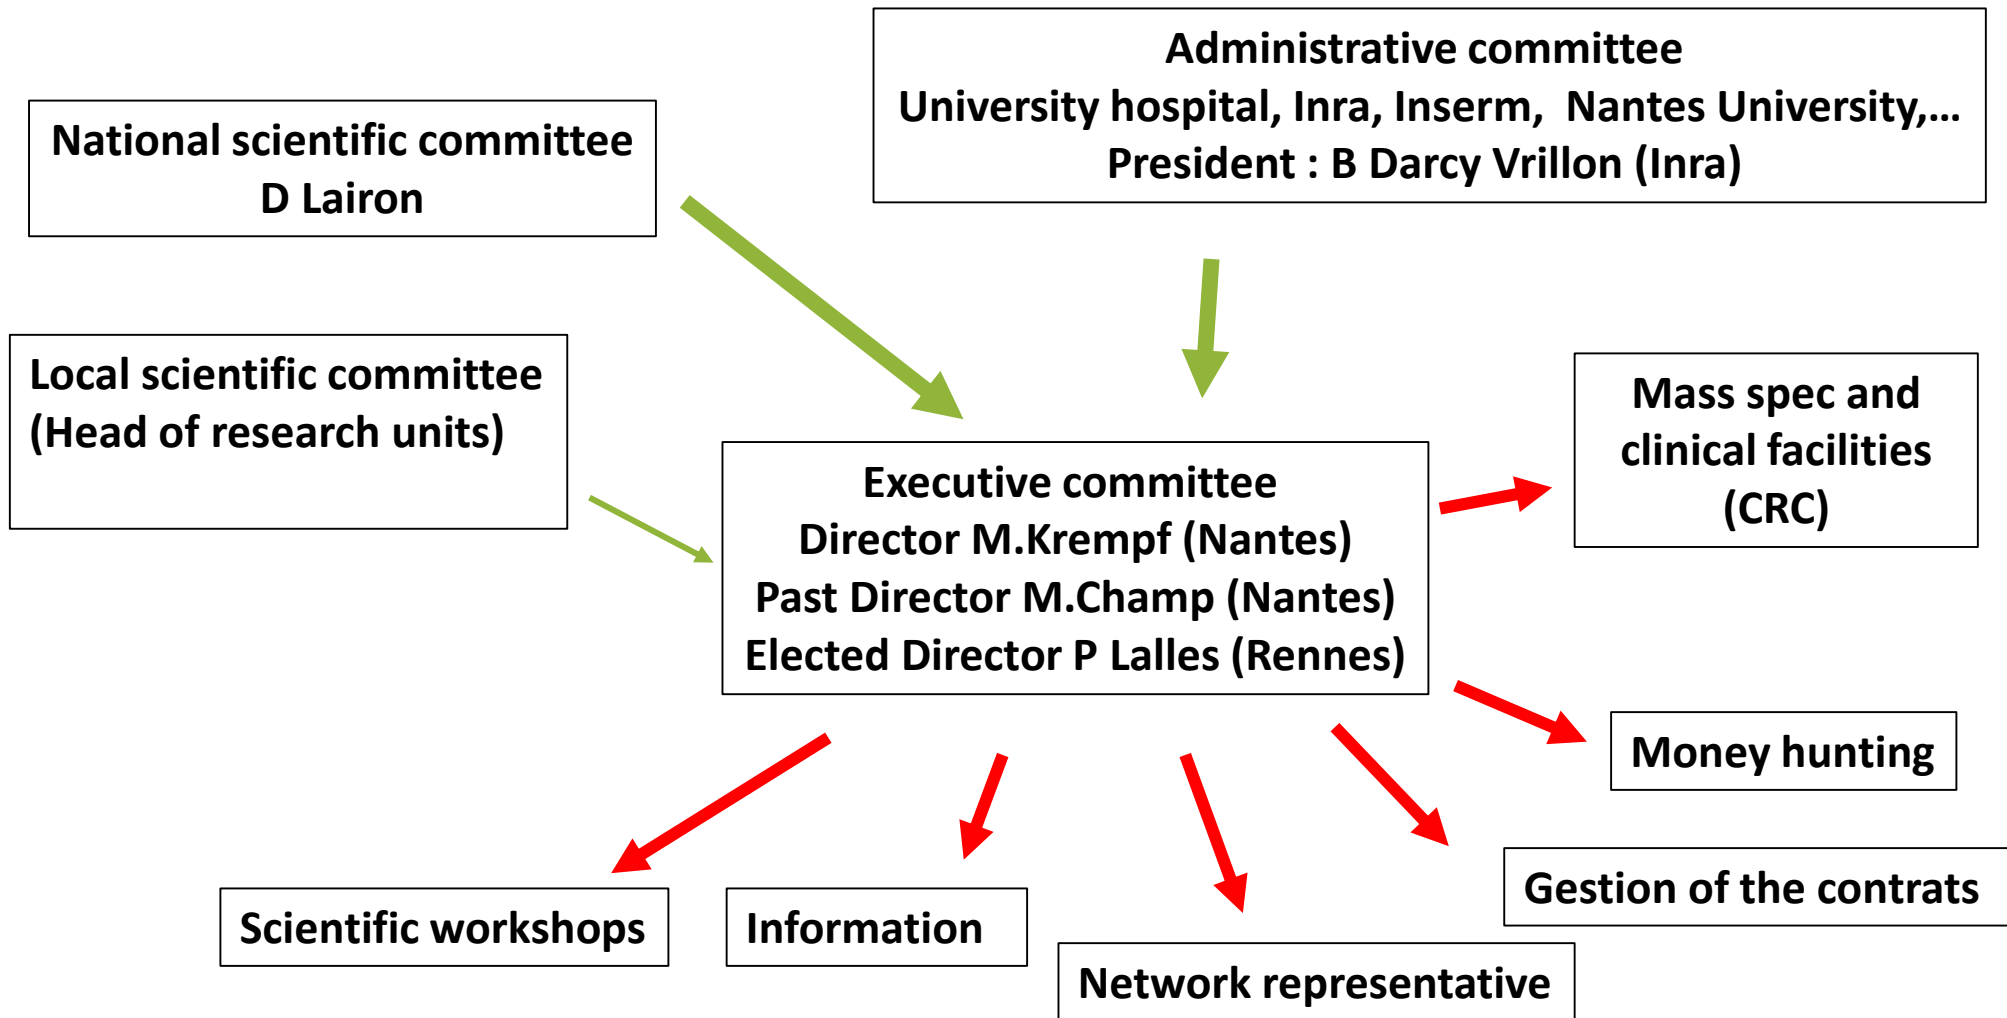 Administrative committee
University hospital, Inra, Inserm, Nantes University,...
President : B Darcy Vrillon (Inra)
National scientific committee
D Lairon
Local scientific committee
(Head of research units)
Mass spec and
clinical facilities
(CRC)
Executive committee
Director M.Krempf (Nantes)
Past Director M.Champ (Nantes)
Elected Director P Lalles (Rennes)
Money hunting
Gestion of the contrats
Scientific workshops
Information
Network representative